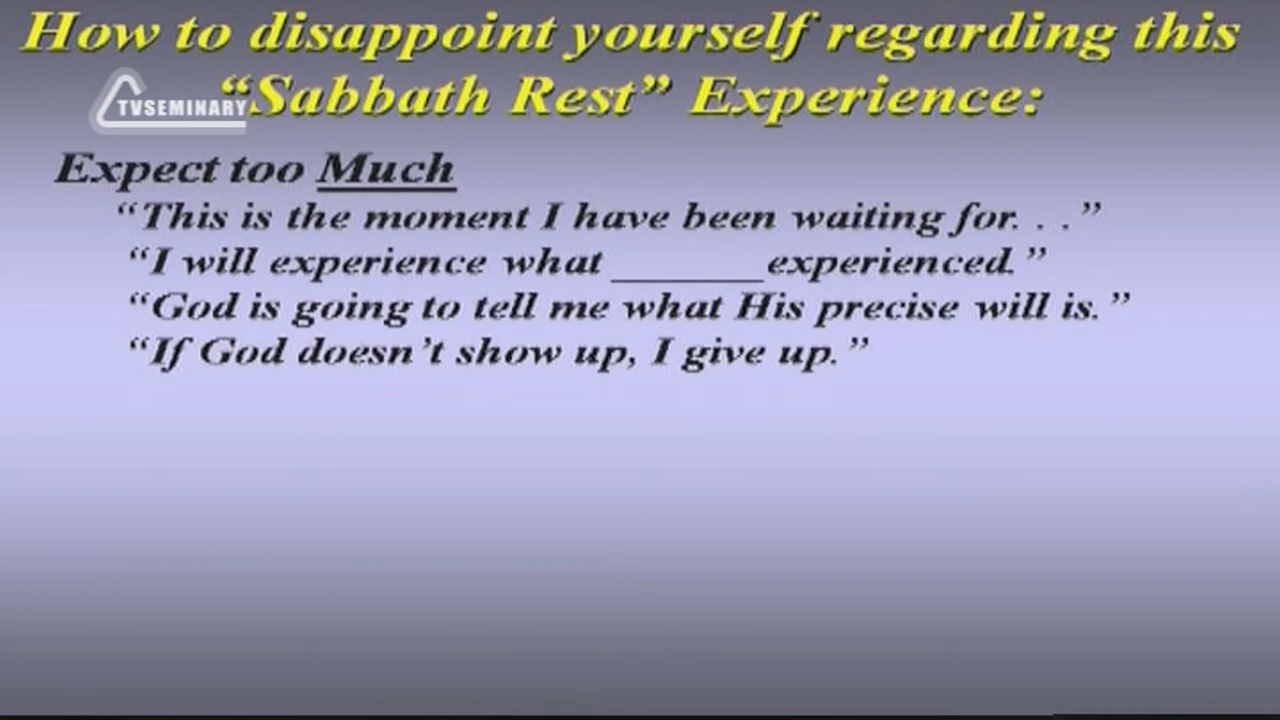 How to disappoint yourself regarding this
“Sabbath Rest” Experience:
TVSEMINARY
Expect too Much
“This is the moment I have been waiting for. . .”
“I will experience what _______experienced.”
“God is going to tell me what His precise will is.”
“If God doesn’t show up, I give up.”